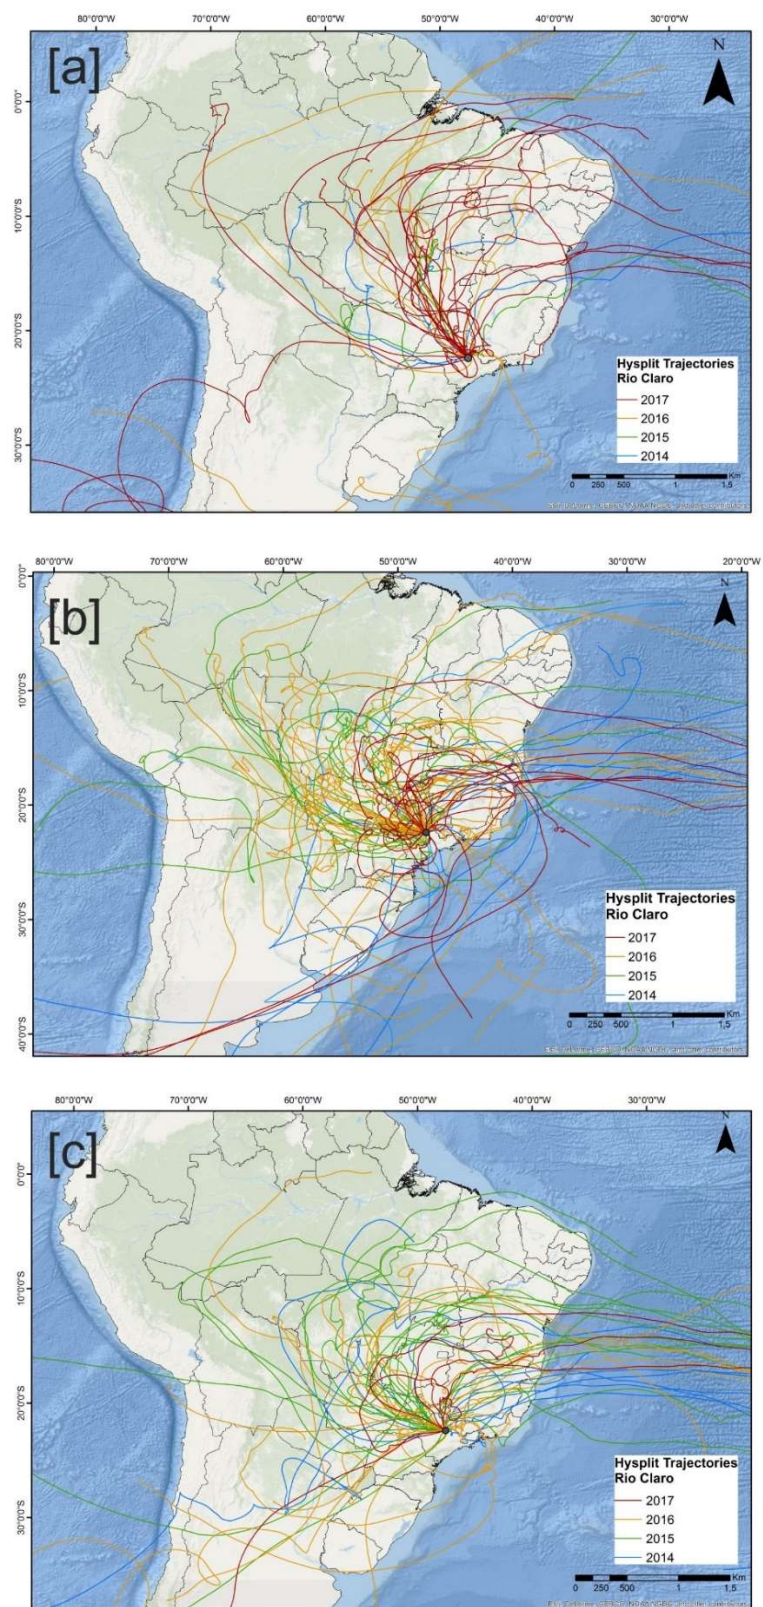 80°0'0"W 70°0'0"W 60°0'0"W 50°0'0"W 40°0'0"W 30°0'0"W
[a]
N
0°0'0"
10°0'0"S
20°0'0"S
30°0'0"S
Hysplit Trajectories
Rio Claro
2017
2016
2015
2014
0 250 500 1 1,5 Km
80°0'0"W 70°0'0"W 60°0'0"W 50°0'0"W 40°0'0"W 30°0'0"W 20°0'0"W
[b]
N
0°0'0"
10°0'0"S
20°0'0"S
30°0'0"S
40°0'0"S
Hysplit Trajectories
Rio Claro
2017
2016
2015
2014
0 250 500 1 1,5 Km
80°0'0"W 70°0'0"W 60°0'0"W 50°0'0"W 40°0'0"W 30°0'0"W
[c]
N
0°0'0"
10°0'0"S
20°0'0"S
30°0'0"S
Hysplit Trajectories
Rio Claro
2017
2016
2015
2014
0 250 500 1 1,5 Km